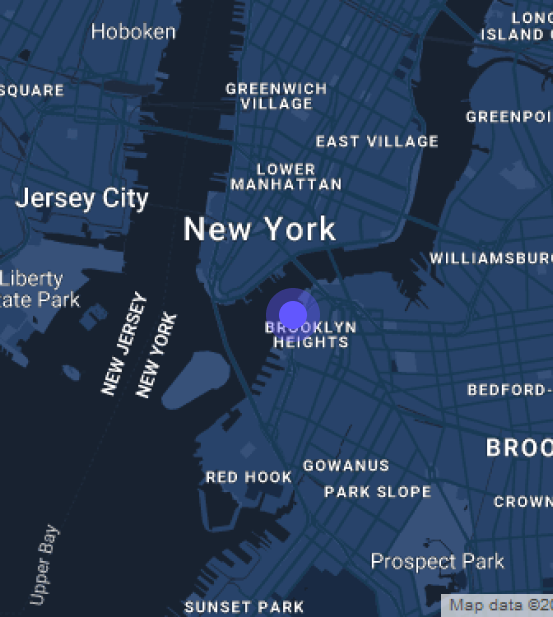 Hoboken
LONG
ISLAND C
SQUARE
GREENWICH
VILLAGE
GREENPOI
EAST VILLAGE
LOWER
MANHATTAN
Jersey City
New York
WILLIAMSBURG
Liberty
ate Park
NEW JERSEY
NEW YORK
BROOKLYN
HEIGHTS
BEDFORD-
BROO
GOWANUS
RED HOOK
PARK SLOPE
CROWN
Upper Bay
Prospect Park
SUNSET PARK
Map data ©20